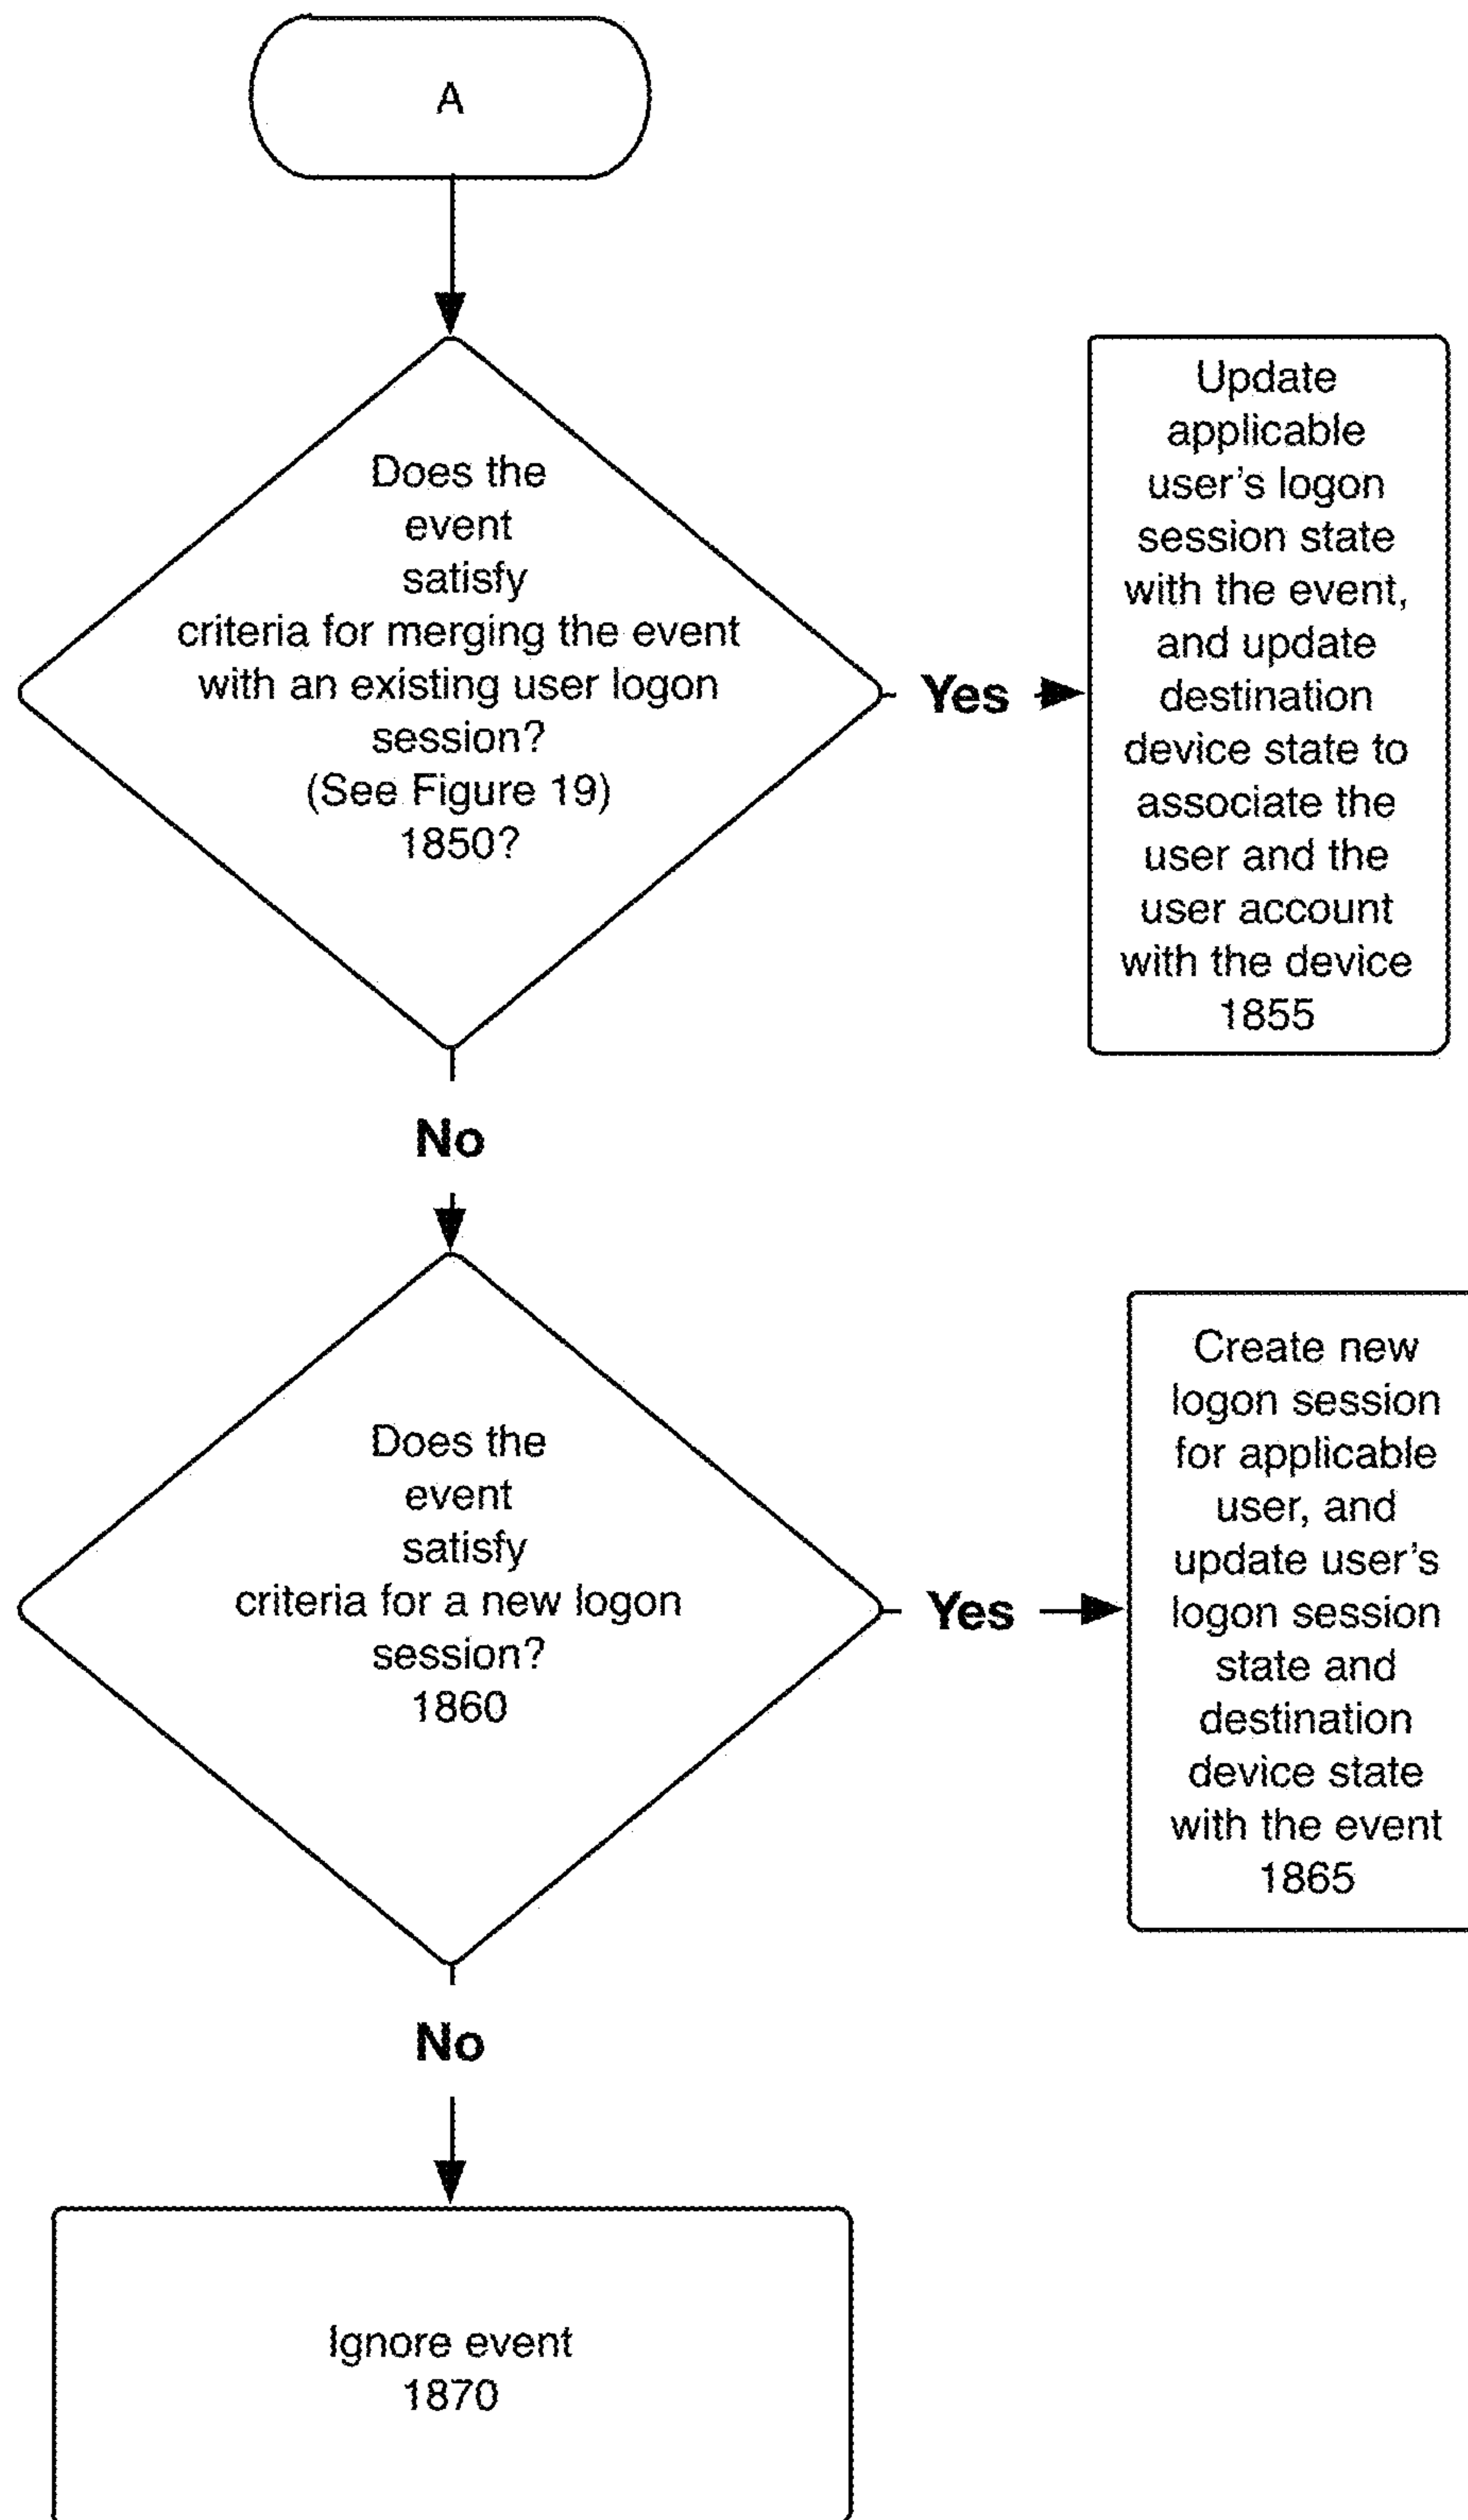 A
Does the
event
satisfy
criteria for merging the event
with an existing user logon
session?
(See Figure 19)
1850?
Yes
Update
applicable
user's logon
session state
with the event,
and update
destination
device state to
associate the
user and the
user account
with the device
1855
No
Does the
event
satisfy
criteria for a new logon
session?
1860
Yes
Create new
logon session
for applicable
user, and
update user's
logon session
state and
destination
device state
with the event
1865
No
Ignore event
1870